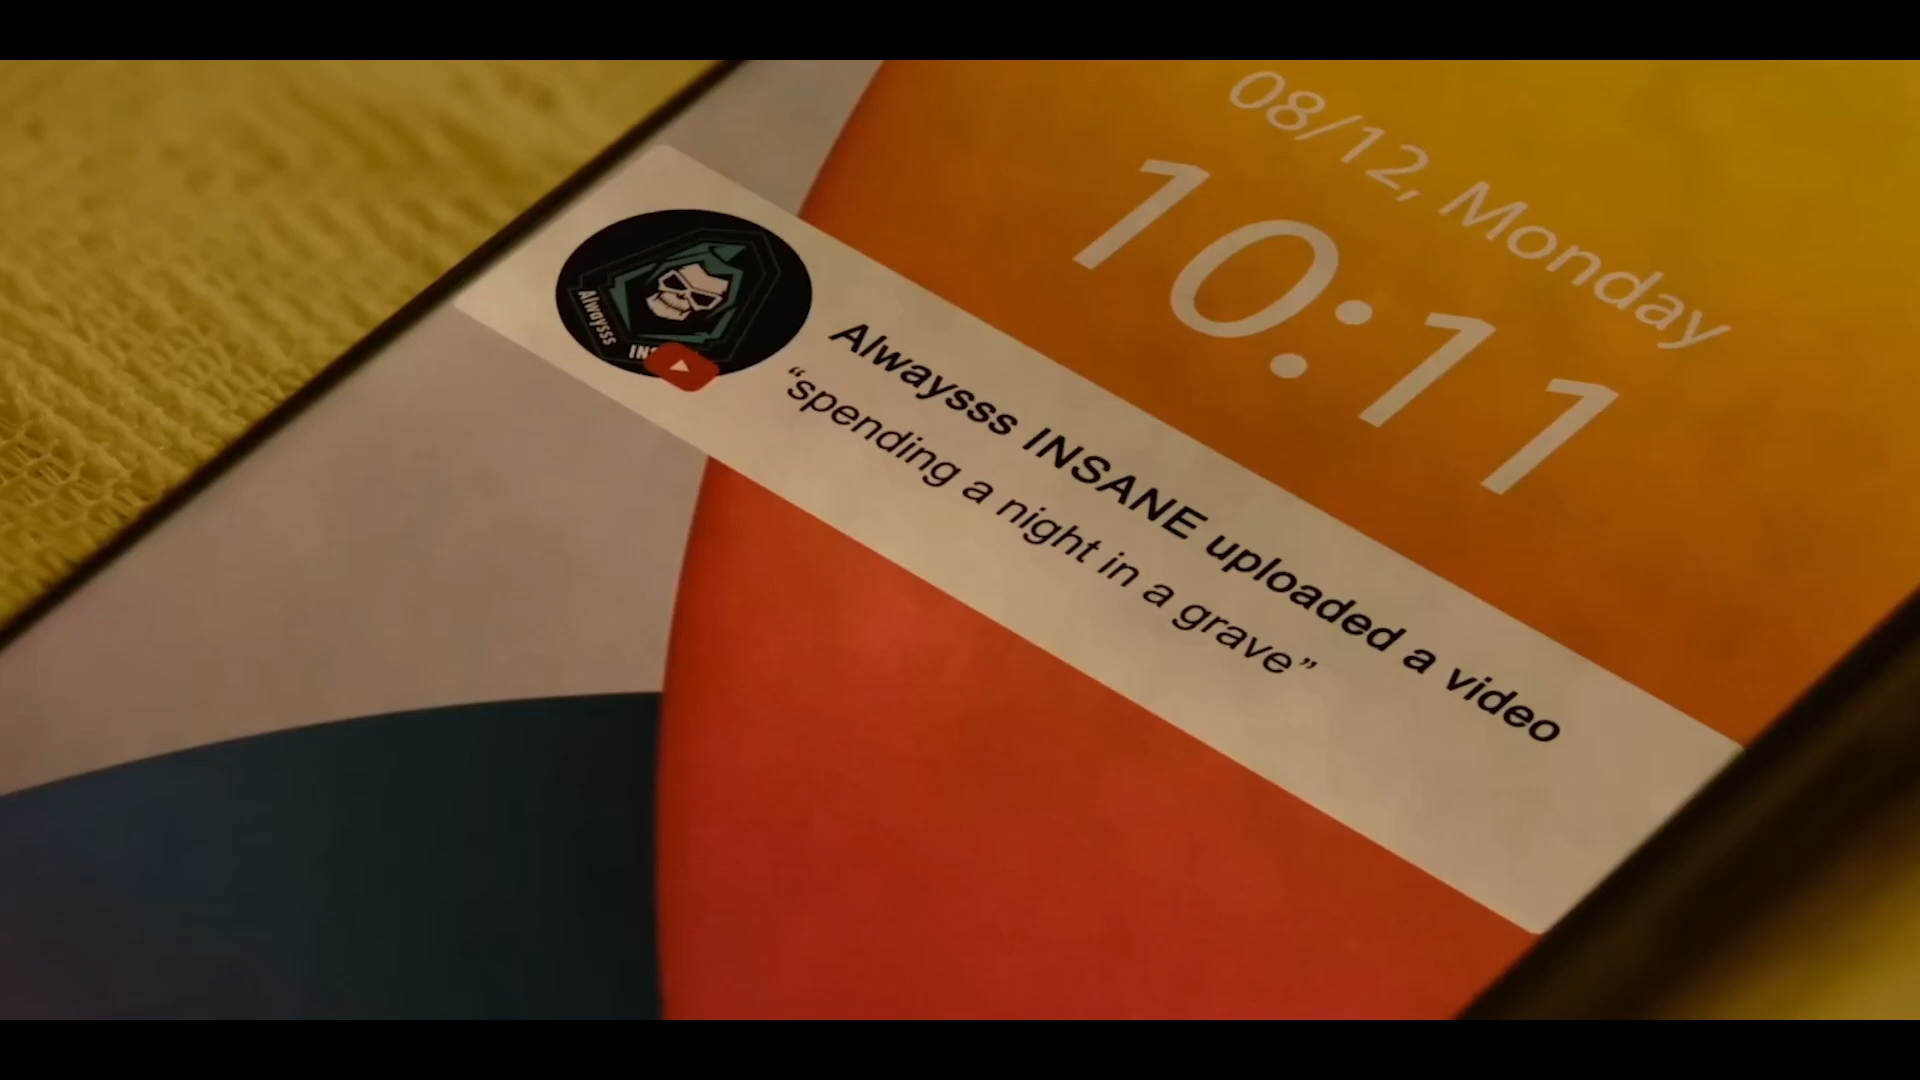 08/12, Monday
10:11
Alwaysss INSANE uploaded a video
“spending a night in a grave”
Alwaysss